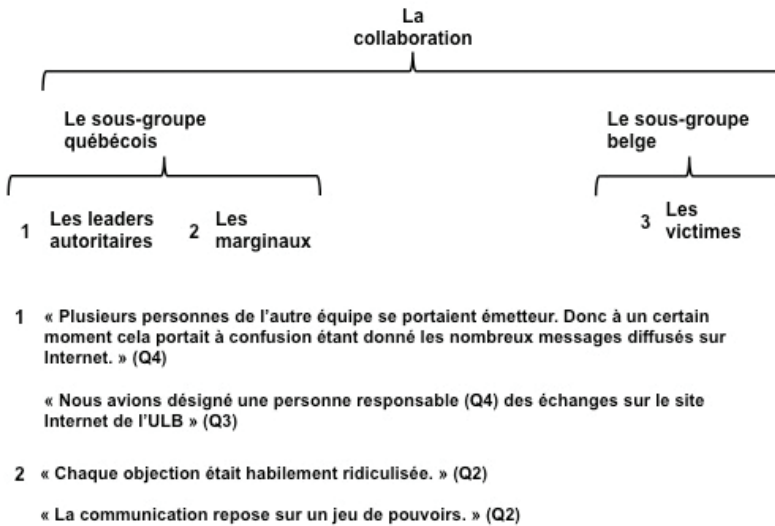 La
collaboration
Le sous-groupe
québécois
Le sous-groupe
belge
1 Les leaders
autoritaires
2 Les
marginaux
3 Les
victimes
1 « Plusieurs personnes de l'autre équipe se portaient émetteur. Donc à un certain
moment cela portait à confusion étant donné les nombreux messages diffusés sur
Internet. » (Q4)
« Nous avions désigné une personne responsable (Q4) des échanges sur le site
Internet de l'ULB » (Q3)
2 « Chaque objection était habilement ridiculisée. » (Q2)
« La communication repose sur un jeu de pouvoirs. » (Q2)